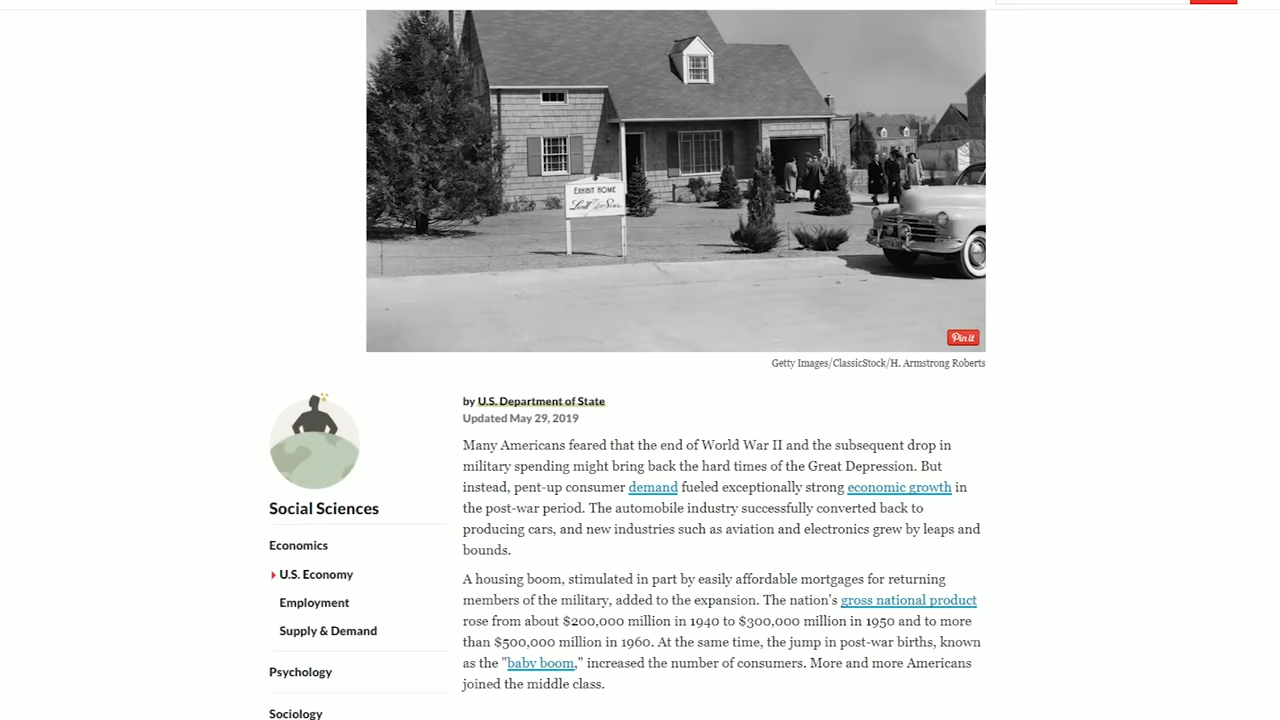 EXHIBIT HOME
Levitt and Sons
Pin it
Getty Images/ClassicStock/H. Armstrong Roberts
by U.S. Department of State
Updated May 29, 2019
Many Americans feared that the end of World War II and the subsequent drop in
military spending might bring back the hard times of the Great Depression. But
instead, pent-up consumer demand fueled exceptionally strong economic growth in
the post-war period. The automobile industry successfully converted back to
producing cars, and new industries such as aviation and electronics grew by leaps and
bounds.
A housing boom, stimulated in part by easily affordable mortgages for returning
members of the military, added to the expansion. The nation's gross national product
rose from about $200,000 million in 1940 to $300,000 million in 1950 and to more
than $500,000 million in 1960. At the same time, the jump in post-war births, known
as the "baby boom," increased the number of consumers. More and more Americans
joined the middle class.
Social Sciences
Economics
U.S. Economy
Employment
Supply & Demand
Psychology
Sociology